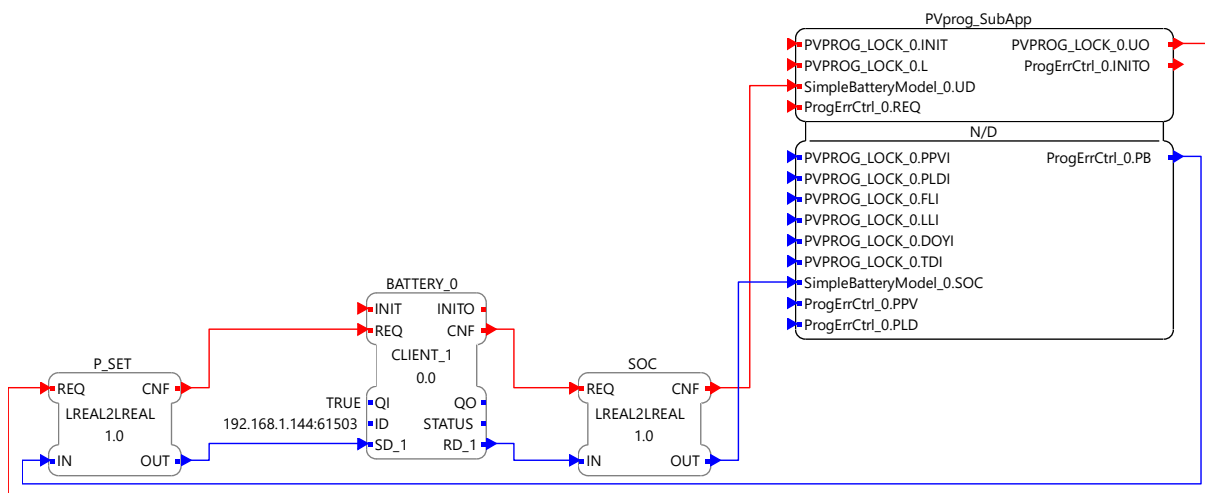 PVprog_SubApp
PVPROG_LOCK_0.INIT PVPROG_LOCK_0.UO
PVPROG_LOCK_0.L ProgErrCtrl_0.INITO
SimpleBatteryModel_0.UD
ProgErrCtrl_0.REQ
N/D
PVPROG_LOCK_0.PPVI ProgErrCtrl_0.PB
PVPROG_LOCK_0.PLDI
PVPROG_LOCK_0.FLI
PVPROG_LOCK_0.LLI
PVPROG_LOCK_0.DOYI
PVPROG_LOCK_0.TDI
SimpleBatteryModel_0.SOC
ProgErrCtrl_0.PPV
ProgErrCtrl_0.PLD
BATTERY_0
INIT INITO
REQ CNF
CLIENT_1
0.0
TRUE QI QO
192.168.1.144:61503 ID STATUS
SD_1 RD_1
P_SET
REQ CNF
LREAL2LREAL
1.0
IN OUT
SOC
REQ CNF
LREAL2LREAL
1.0
IN OUT